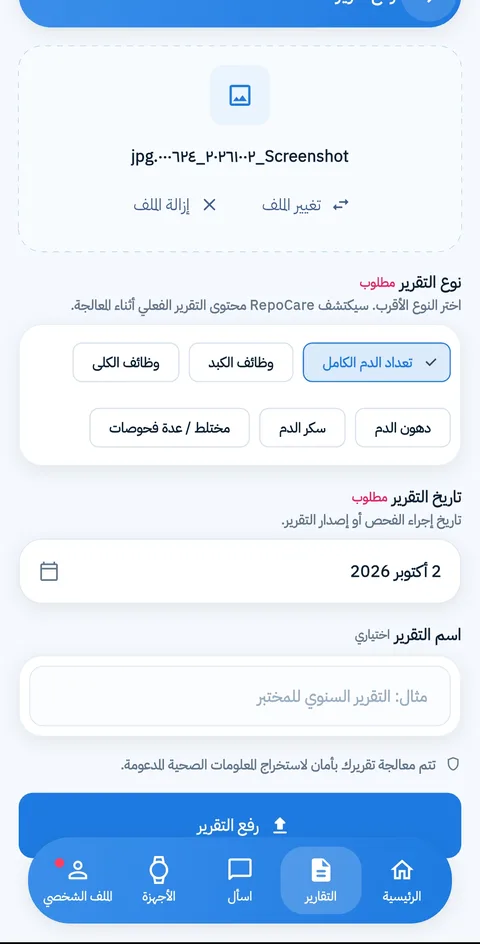 Screenshot_٢٠٢٦١٠٠٢_٠٠٠٦٢٤.jpg
تغيير الملف
إزالة الملف
نوع التقرير مطلوب
اختر النوع الأقرب. سيكتشف RepoCare محتوى التقرير الفعلي أثناء المعالجة.
تعداد الدم الكامل
وظائف الكبد
وظائف الكلى
دهون الدم
سكر الدم
مختلط / عدة فحوصات
تاريخ التقرير مطلوب
تاريخ إجراء الفحص أو إصدار التقرير.
2 أكتوبر 2026
اسم التقرير اختياري
مثال: التقرير السنوي للمختبر
تتم معالجة تقريرك بأمان لاستخراج المعلومات الصحية المدعومة.
رفع التقرير
الرئيسية
التقارير
اسأل
الأجهزة
الملف الشخصي